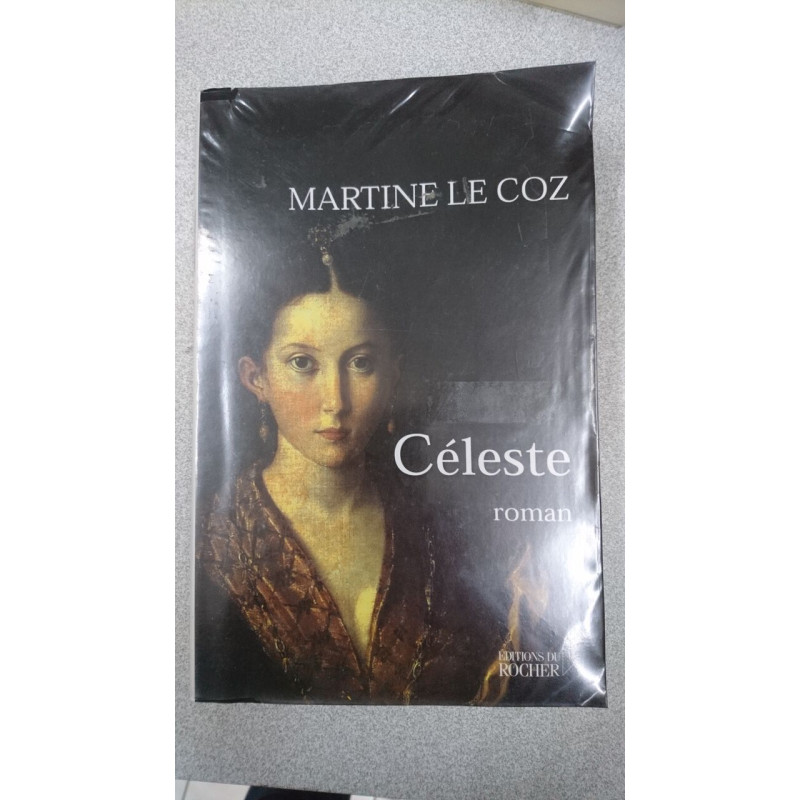 MARTINE LE COZ
Céleste
roman
ÉDITIONS DU
ROCHER